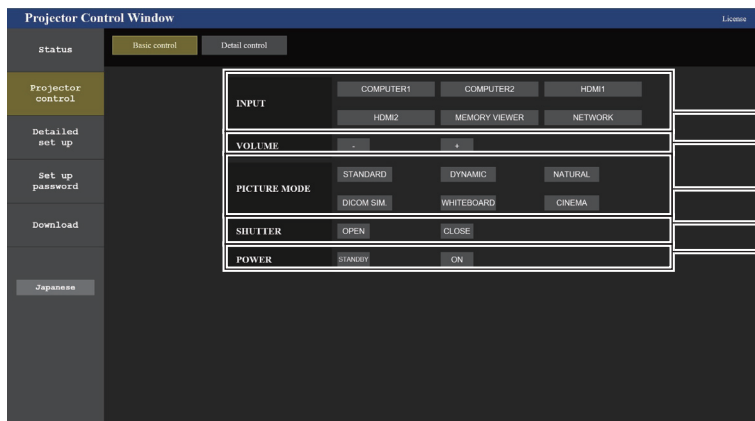 Projector Control Window
License
Status
Basic control Detail control
Projector
control
INPUT
COMPUTER1 COMPUTER2 HDMI1
HDMI2 MEMORY VIEWER NETWORK
Detailed
set up
VOLUME - +
Set up
password
PICTURE MODE
STANDARD DYNAMIC NATURAL
DICOM SIM. WHITEBOARD CINEMA
Download
SHUTTER OPEN CLOSE
POWER STANDBY ON
Japanese